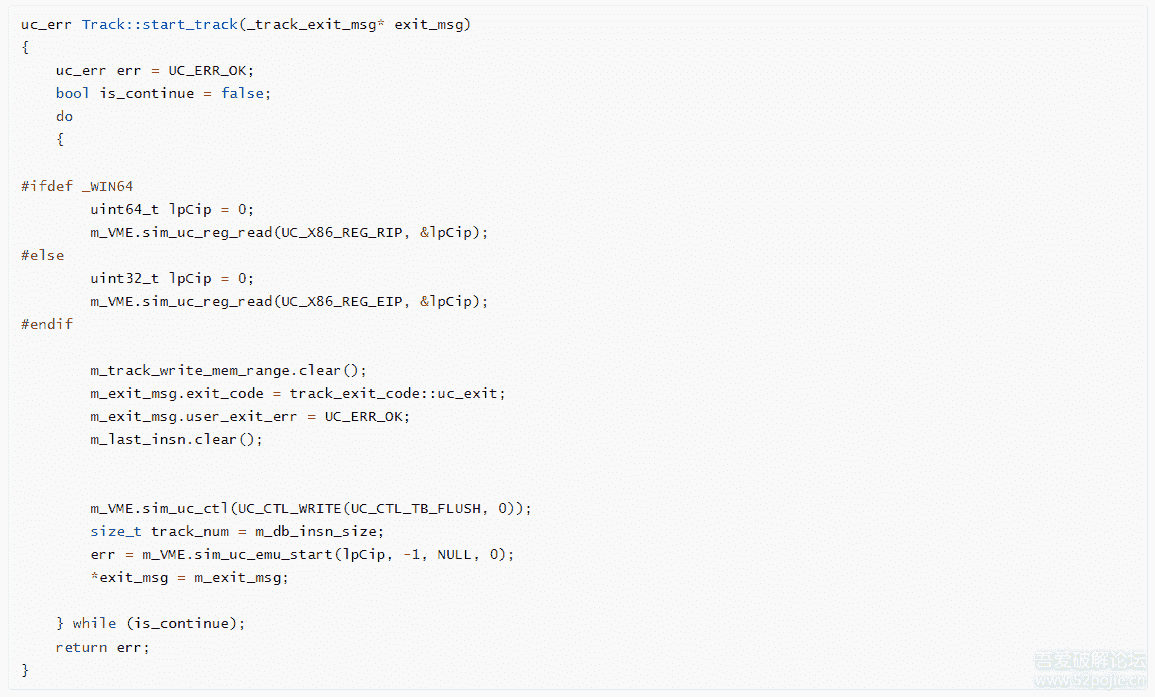 uc_err Track::start_track(_track_exit_msg* exit_msg)
{
    uc_err err = UC_ERR_OK;
    bool is_continue = false;
    do
    {
#ifdef _WIN64
        uint64_t lpCip = 0;
        m_VME.sim_uc_reg_read(UC_X86_REG_RIP, &lpCip);
#else
        uint32_t lpCip = 0;
        m_VME.sim_uc_reg_read(UC_X86_REG_EIP, &lpCip);
#endif
        m_track_write_mem_range.clear();
        m_exit_msg.exit_code = track_exit_code::uc_exit;
        m_exit_msg.user_exit_err = UC_ERR_OK;
        m_last_insn.clear();
        m_VME.sim_uc_ctl(UC_CTL_WRITE(UC_CTL_TB_FLUSH, 0));
        size_t track_num = m_db_insn_size;
        err = m_VME.sim_uc_emu_start(lpCip, -1, NULL, 0);
        *exit_msg = m_exit_msg;
    } while (is_continue);
    return err;
}
吾爱破解论坛
www.52pojie.cn